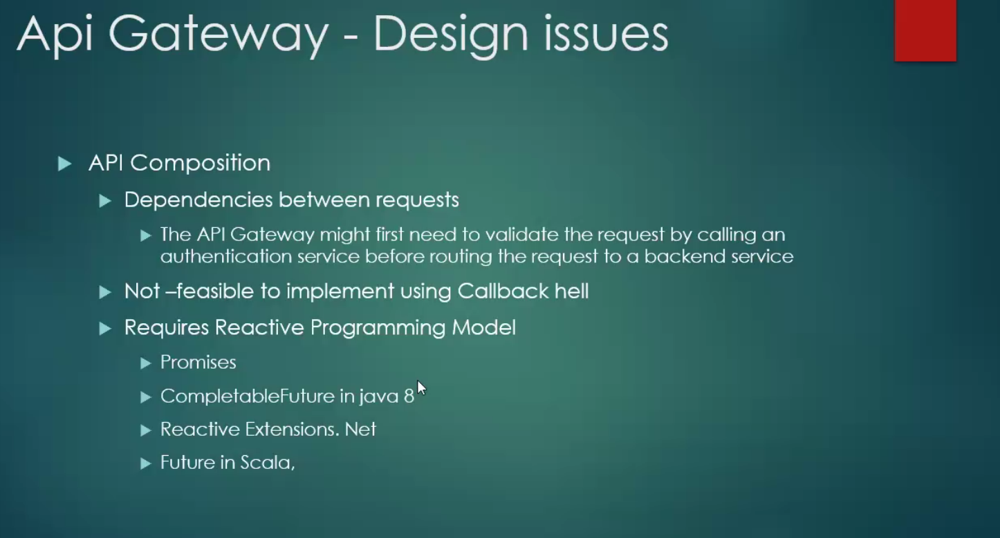 Api Gateway - Design issues
API Composition
Dependencies between requests
The API Gateway might first need to validate the request by calling an
authentication service before routing the request to a backend service
Not –feasible to implement using Callback hell
Requires Reactive Programming Model
Promises
CompletableFuture in java 8
Reactive Extensions. Net
Future in Scala,